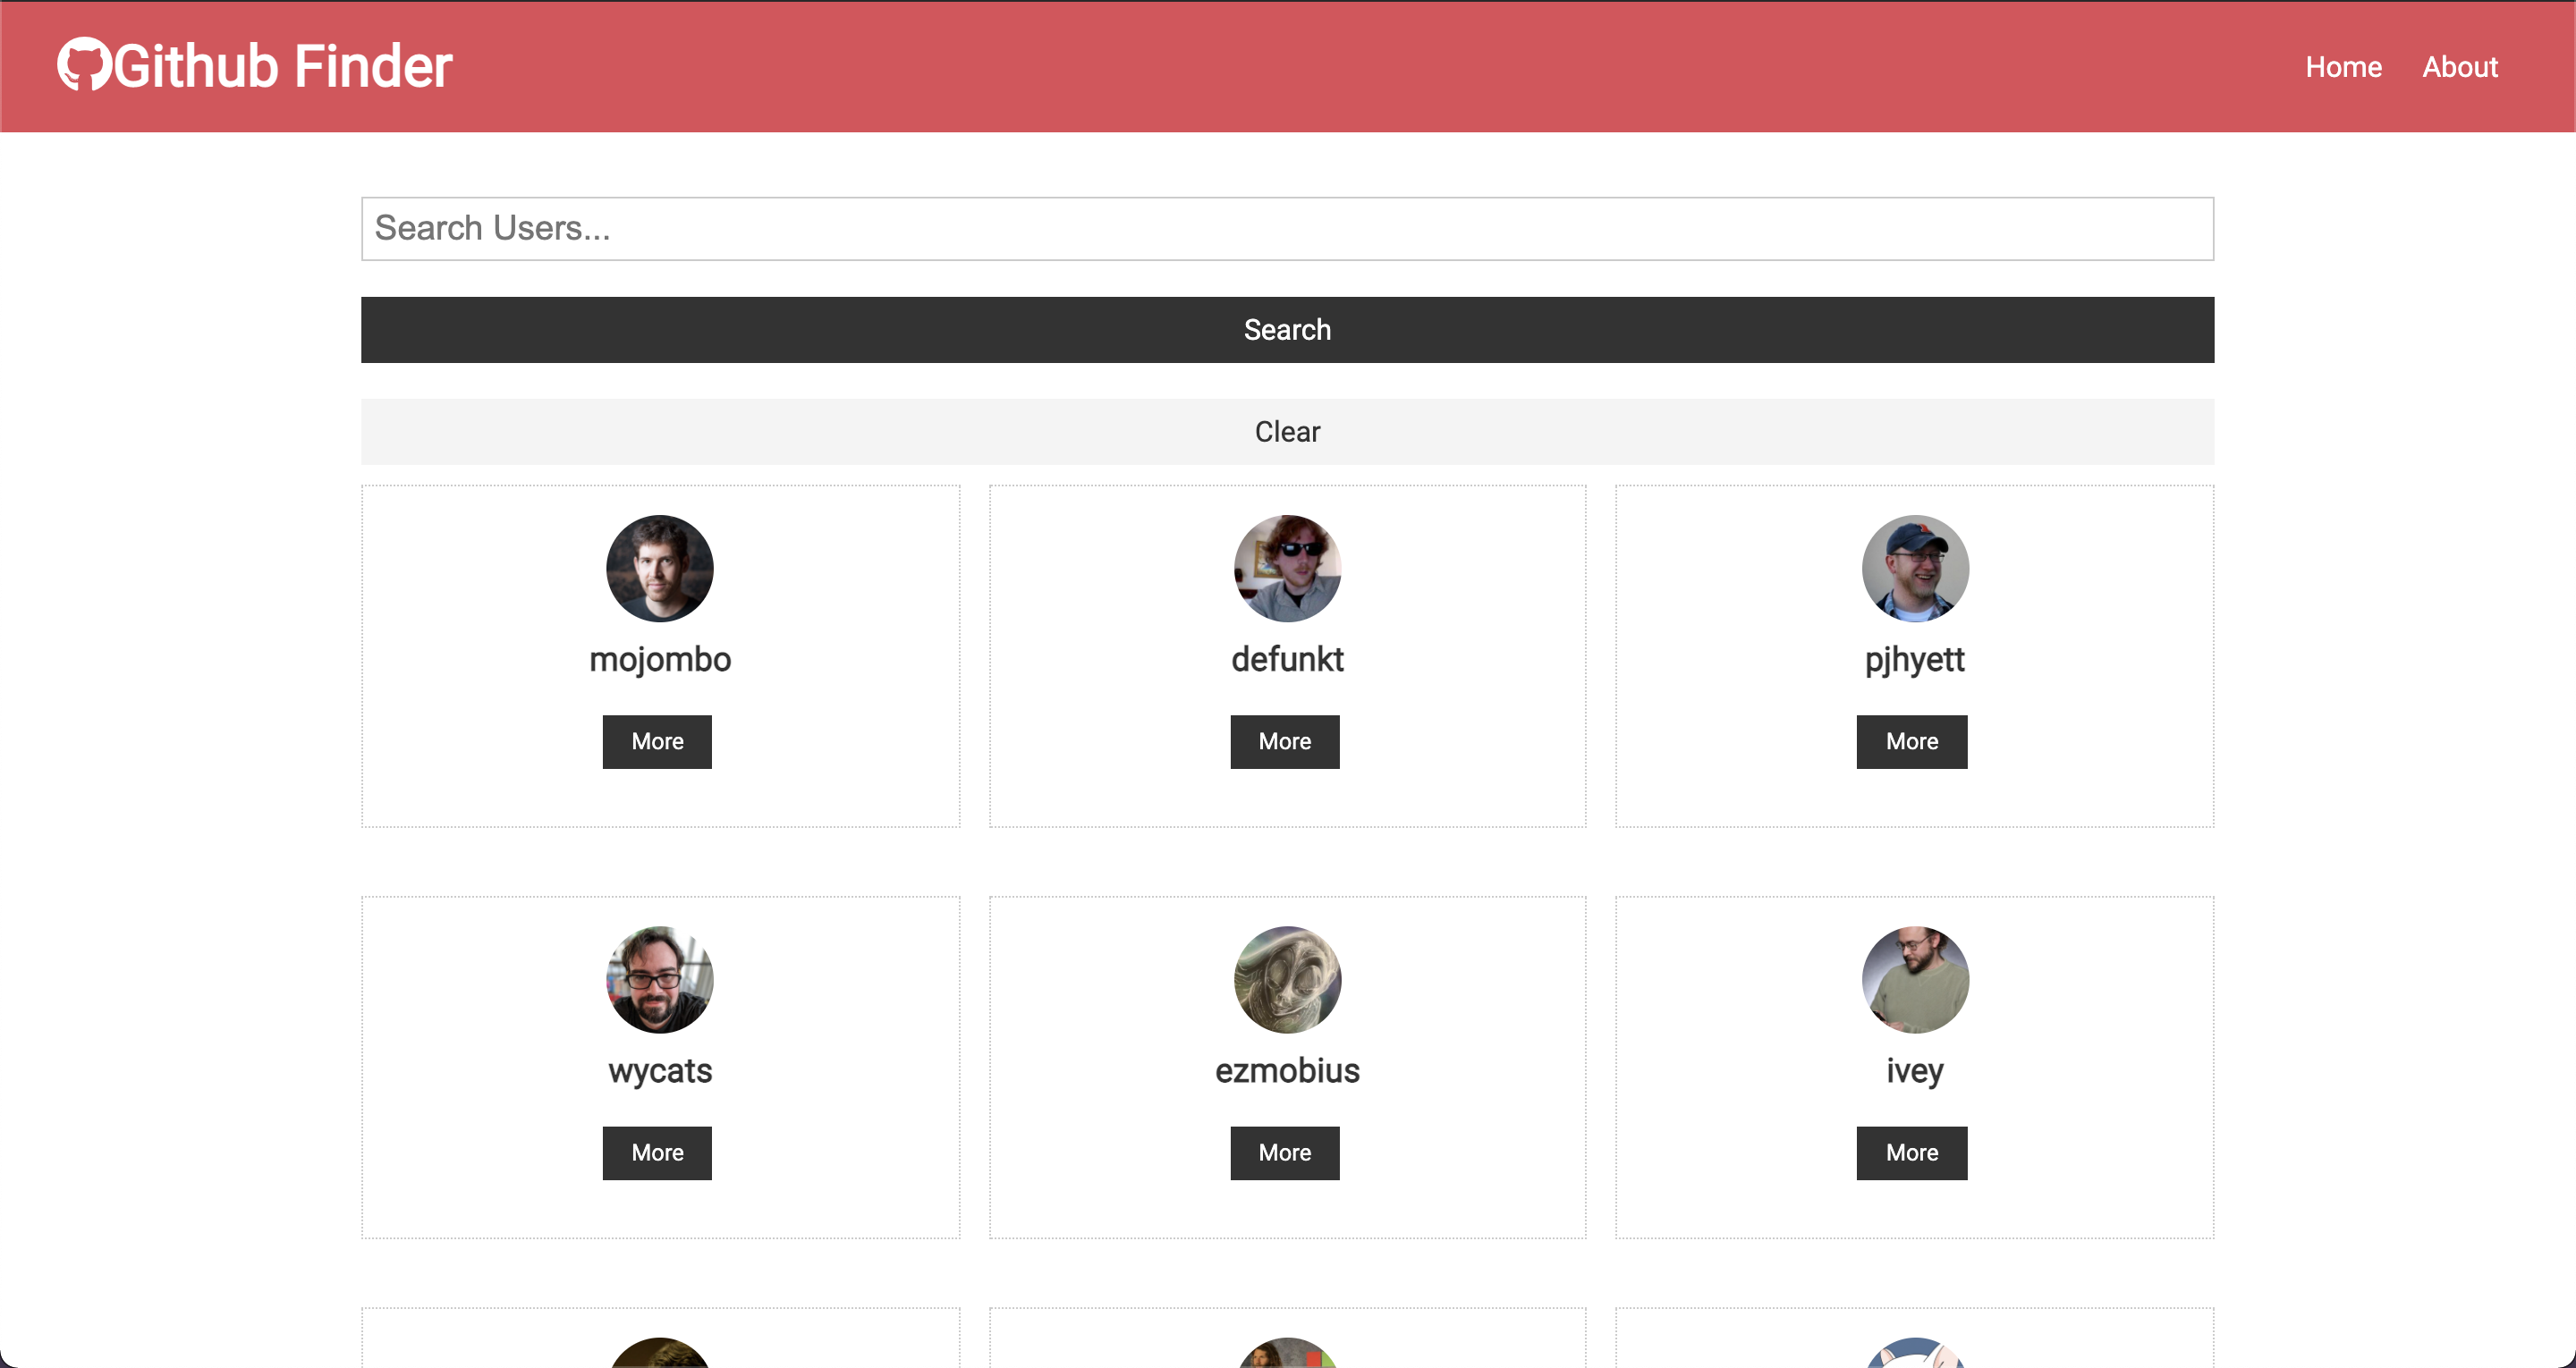 Github Finder
Home About
Search Users...
Search
Clear
mojombo
defunkt
pjhyett
More
More
More
wycats
ezmobius
ivey
More
More
More